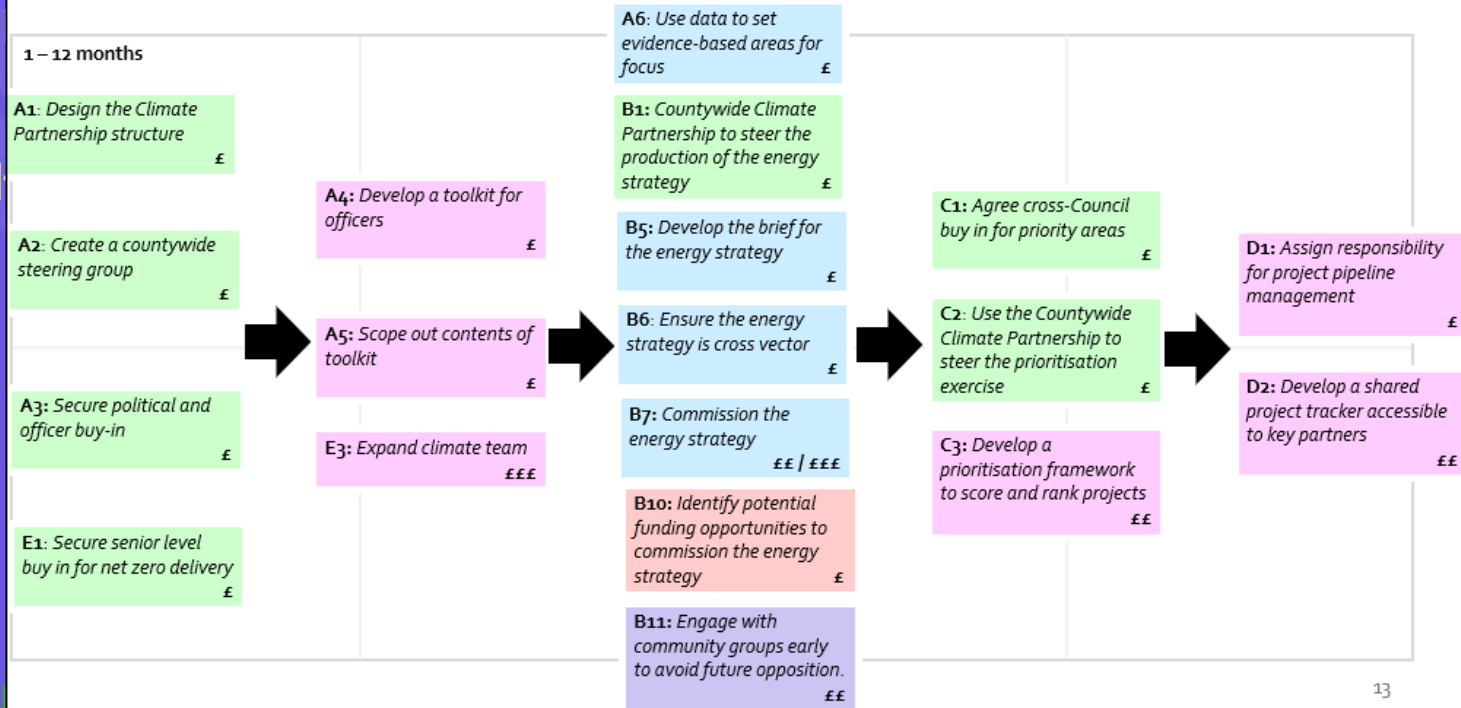 1 – 12 months
A1: Design the Climate
Partnership structure
£
A2: Create a countywide
steering group
£
A3: Secure political and
officer buy-in
£
E1: Secure senior level
buy in for net zero delivery
£
A4: Develop a toolkit for
officers
£
A5: Scope out contents of
toolkit
£
E3: Expand climate team
£££
A6: Use data to set
evidence-based areas for
focus £
B1: Countywide Climate
Partnership to steer the
production of the energy
strategy £
B5: Develop the brief for
the energy strategy
£
B6: Ensure the energy
strategy is cross vector
£
B7: Commission the
energy strategy
££ / £££
B10: Identify potential
funding opportunities to
commission the energy
strategy £
B11: Engage with
community groups early
to avoid future opposition.
££
C1: Agree cross-Council
buy in for priority areas
£
C2: Use the Countywide
Climate Partnership to
steer the prioritisation
exercise £
C3: Develop a
prioritisation framework
to score and rank projects
££
D1: Assign responsibility
for project pipeline
management
£
D2: Develop a shared
project tracker accessible
to key partners
££
13